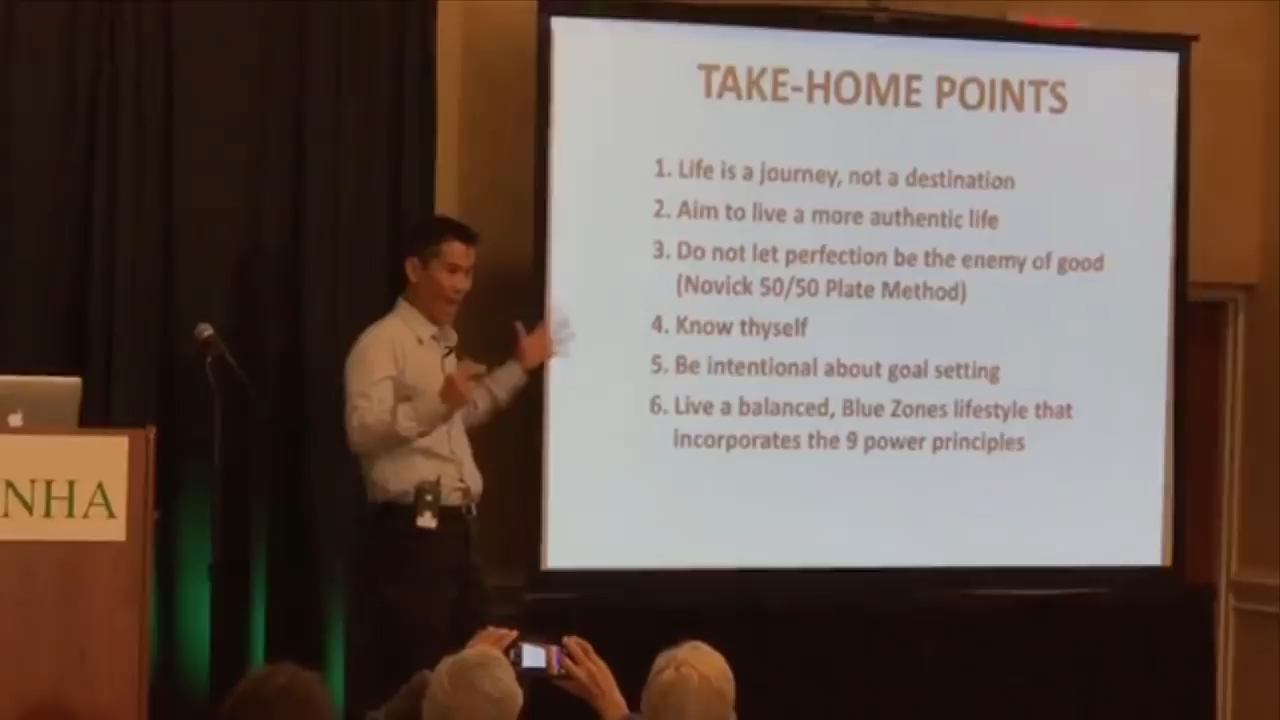 TAKE-HOME POINTS
1. Life is a journey, not a destination
2. Aim to live a more authentic life
3. Do not let perfection be the enemy of good
(Novick 50/50 Plate Method)
4. Know thyself
5. Be intentional about goal setting
6. Live a balanced, Blue Zones lifestyle that
incorporates the 9 power principles
NHA